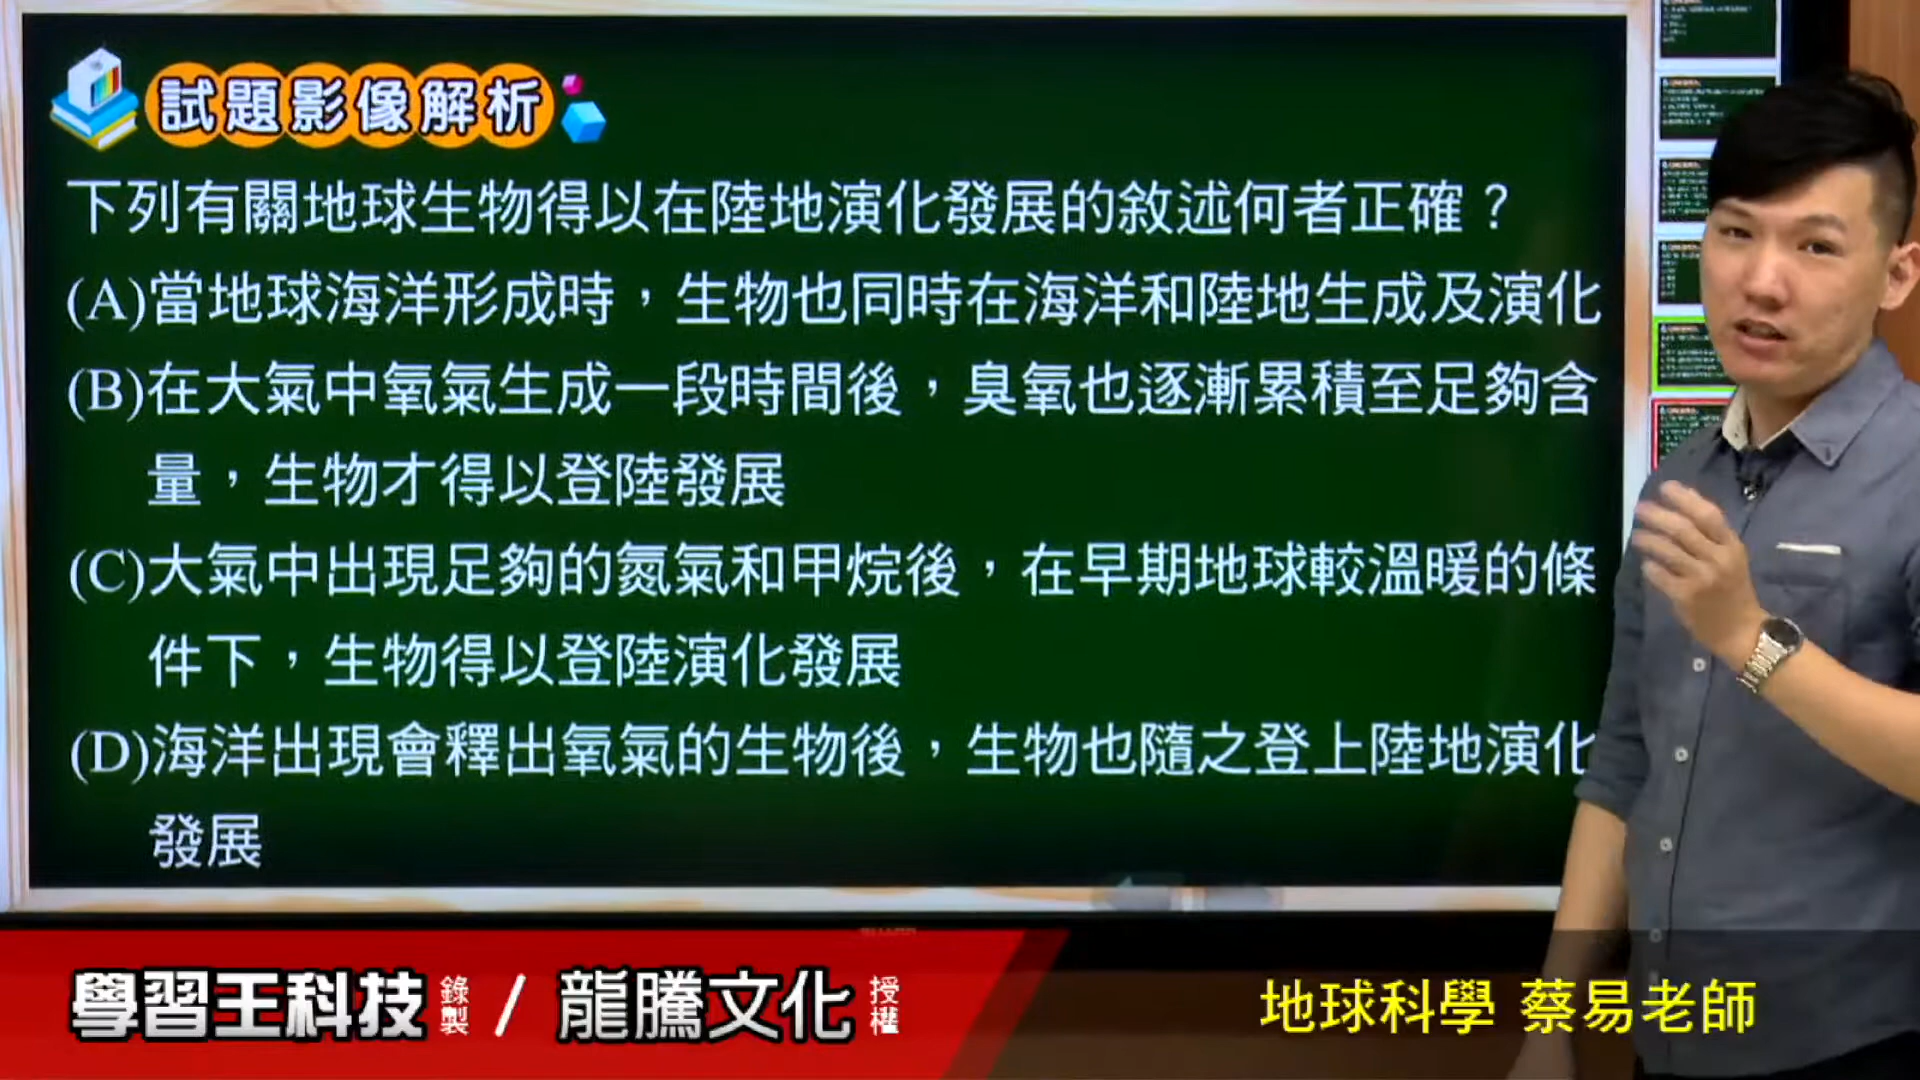 試題影像解析
下列有關地球生物得以在陸地演化發展的敘述何者正確？
(A)當地球海洋形成時，生物也同時在海洋和陸地生成及演化
(B)在大氣中氧氣生成一段時間後，臭氧也逐漸累積至足夠含
量，生物才得以登陸發展
(C)大氣中出現足夠的氮氣和甲烷後，在早期地球較溫暖的條
件下，生物得以登陸演化發展
(D)海洋出現會釋出氧氣的生物後，生物也隨之登上陸地演化
發展
學習王科技 錄製 / 龍騰文化 授權
地球科學 蔡易老師